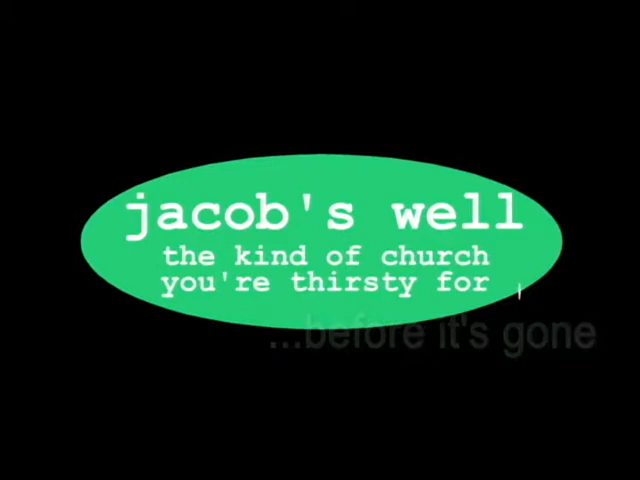 jacob's well
the kind of church
you're thirsty for
...before it's gone